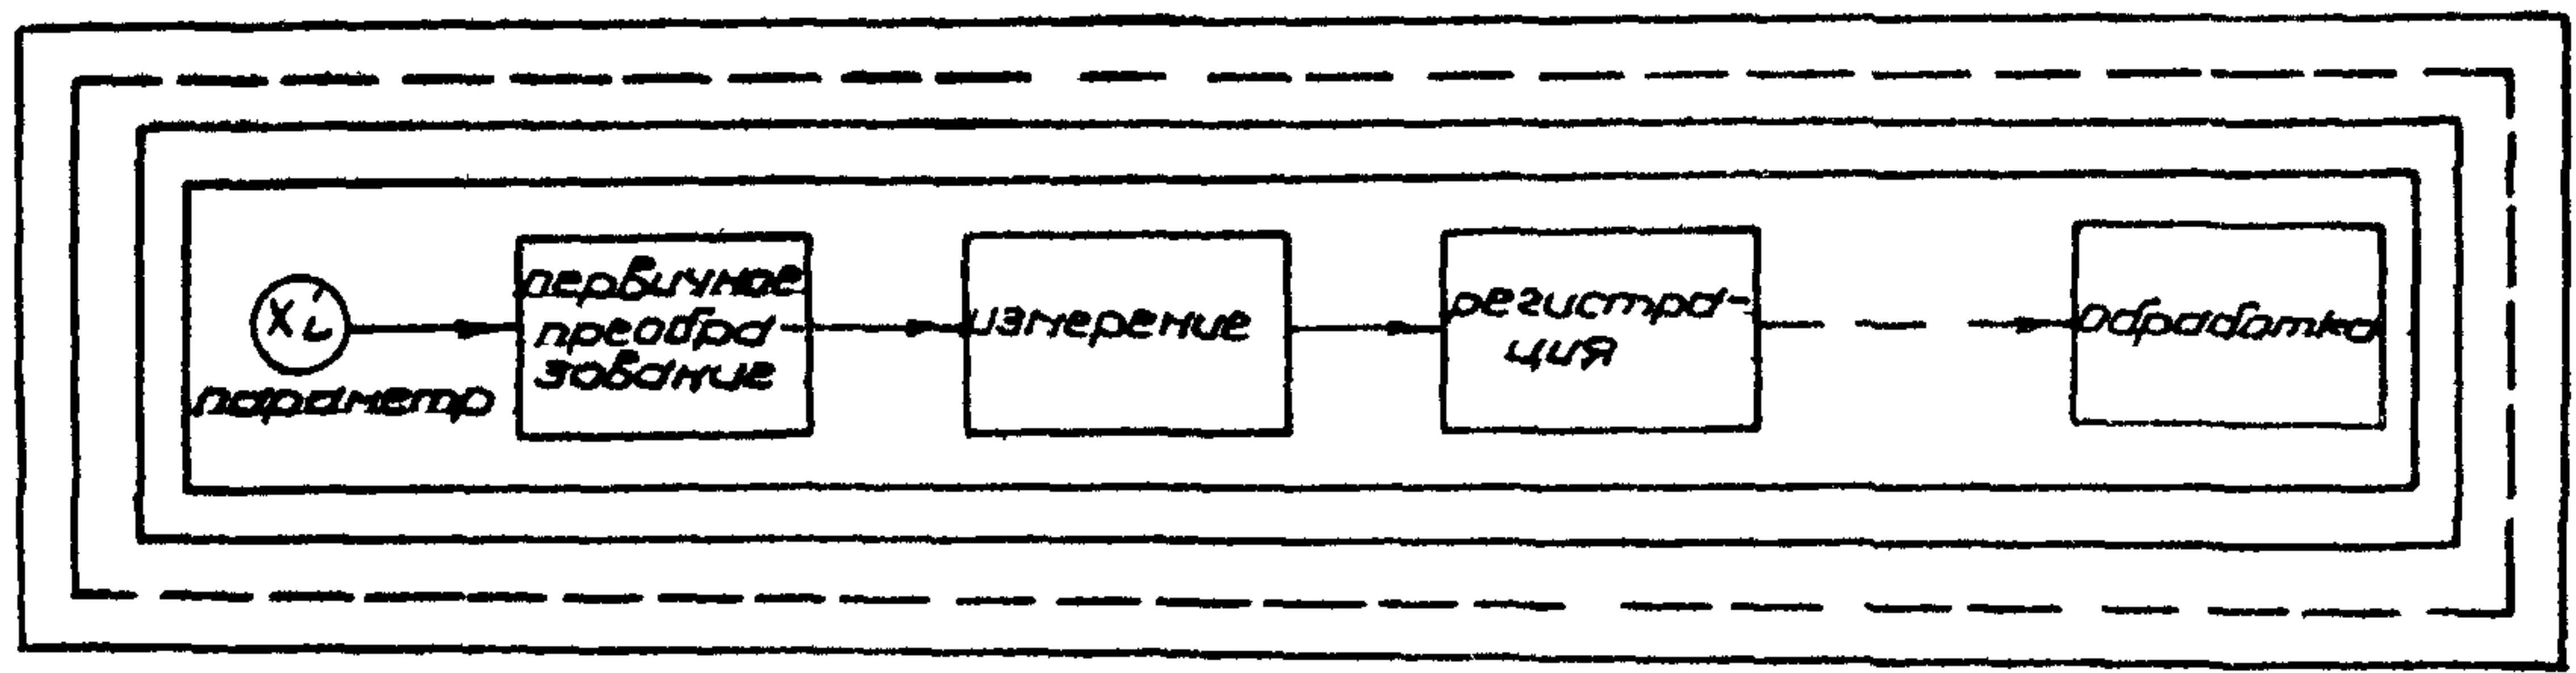 Xi
параметр
первичное
преобра-
зование
измерение
регистра-
ция
обработка